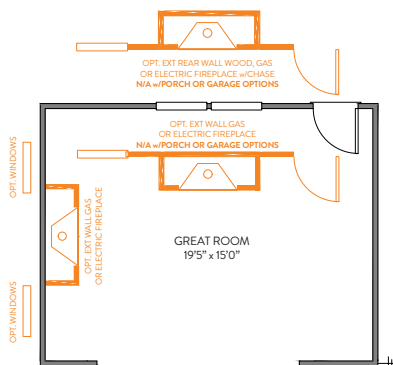 OPT. EXT REAR WALL WOOD, GAS
OR ELECTRIC FIREPLACE w/CHASE
N/A w/PORCH OR GARAGE OPTIONS
OPT. EXT WALL GAS
OR ELECTRIC FIREPLACE
N/A w/PORCH OR GARAGE OPTIONS
OPT. WINDOWS
OPT. EXT WALL GAS
OR ELECTRIC FIREPLACE
GREAT ROOM
19'5" x 15'0"
OPT. WINDOWS